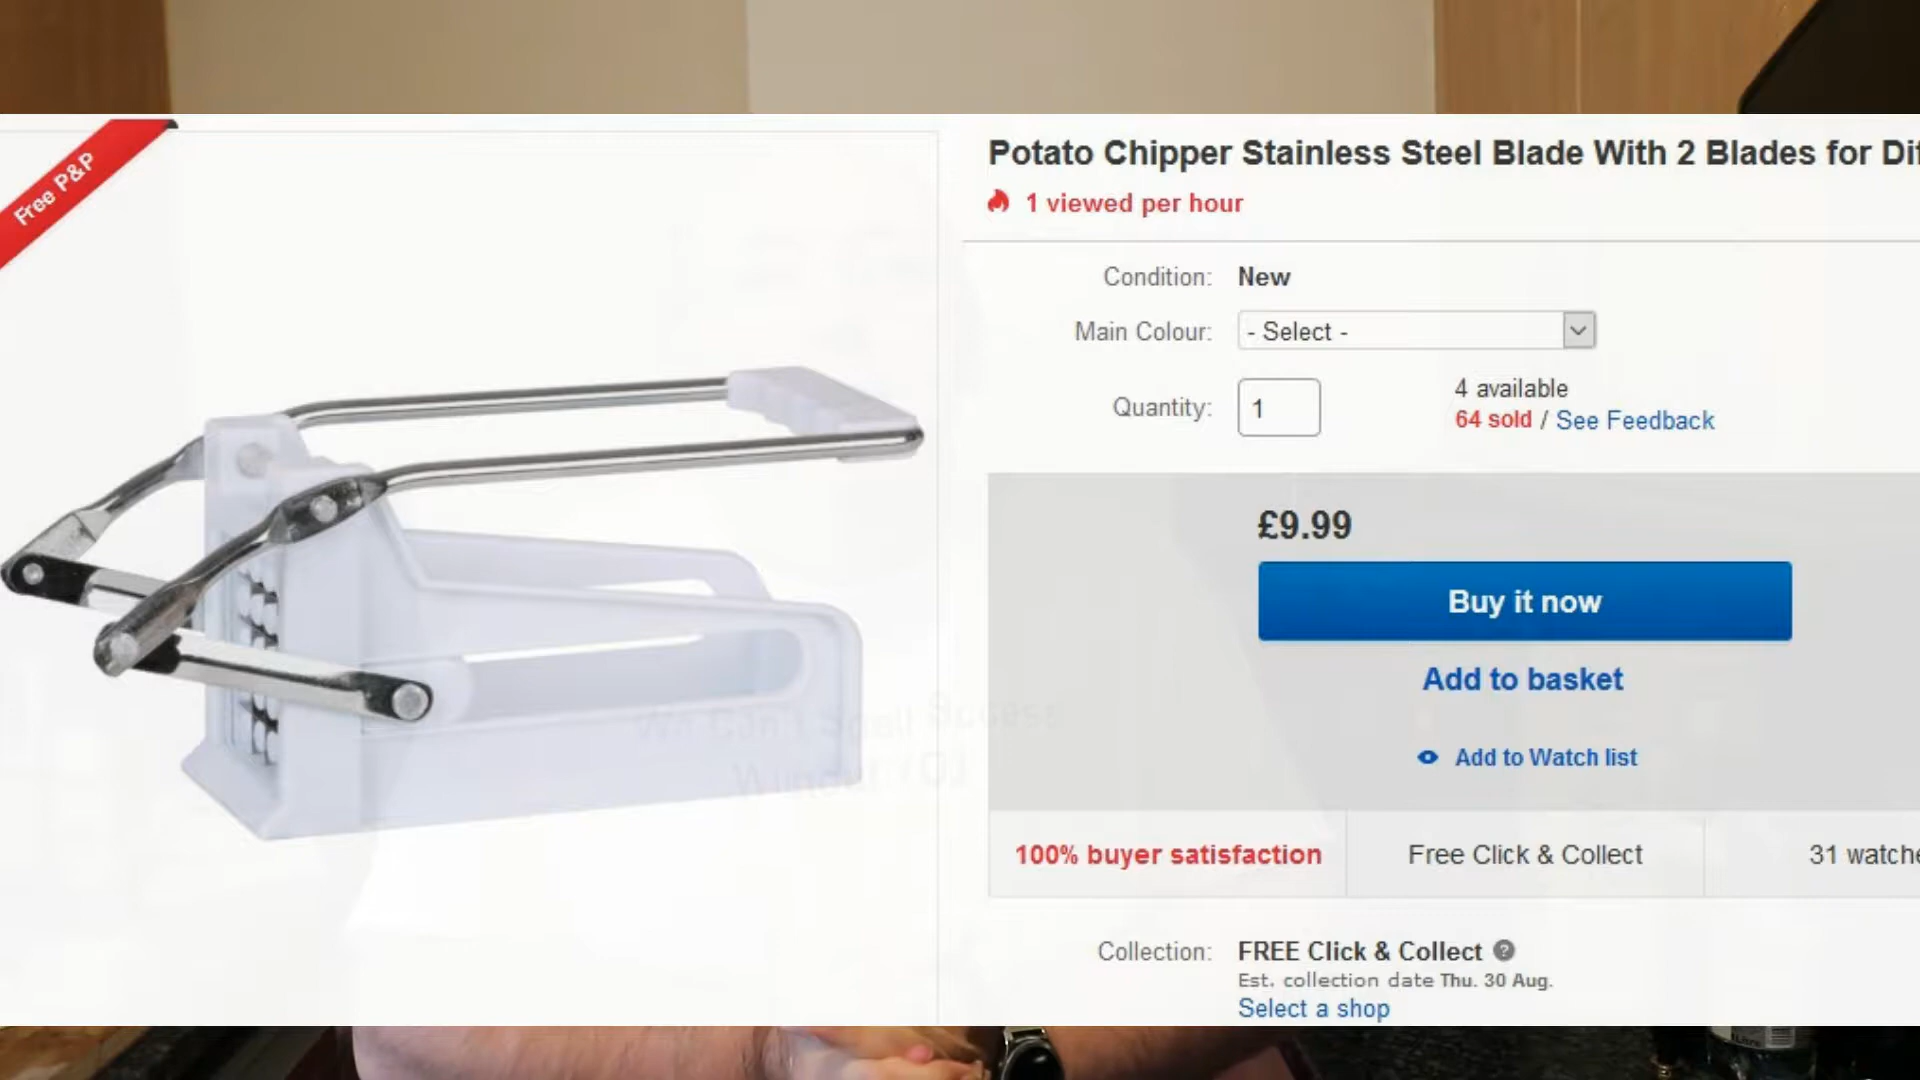 Free P&P
Potato Chipper Stainless Steel Blade With 2 Blades for Dif
1 viewed per hour
Condition: New
Main Colour: - Select -
Quantity: 1
4 available
64 sold / See Feedback
£9.99
Buy it now
Add to basket
Add to Watch list
100% buyer satisfaction
Free Click & Collect
31 watche
Collection: FREE Click & Collect ?
Est. collection date Thu. 30 Aug.
Select a shop